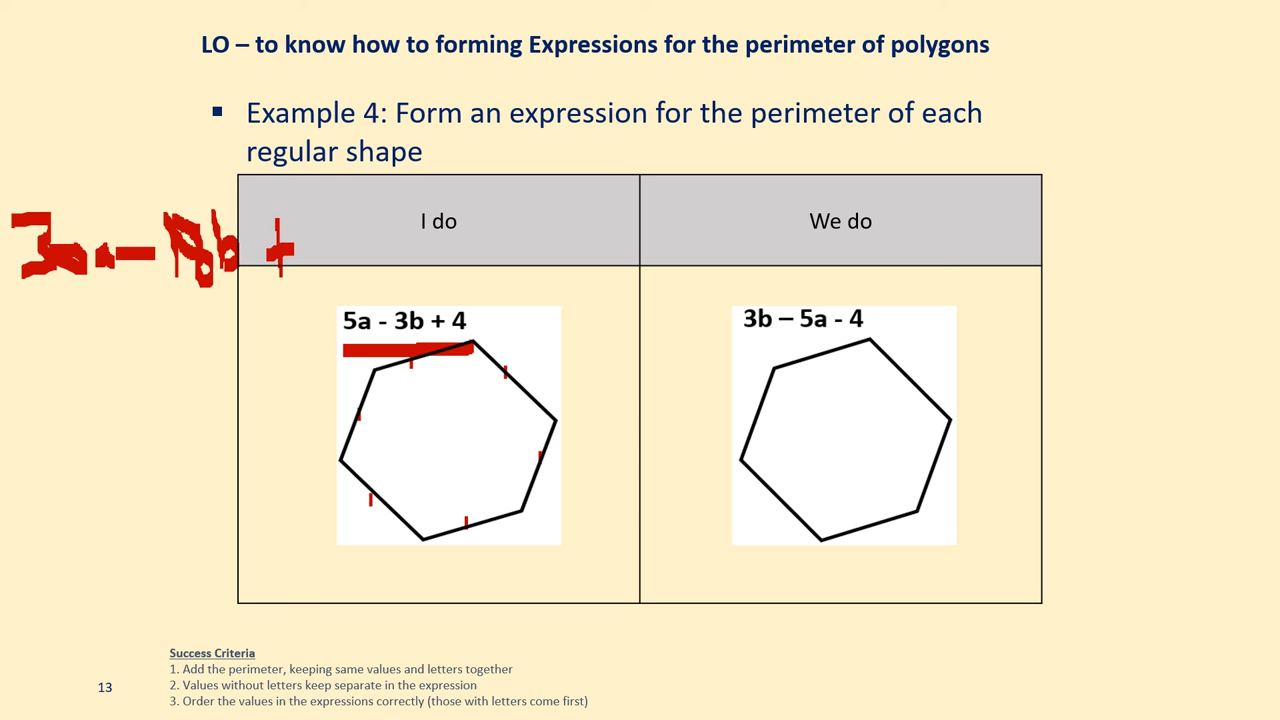 LO – to know how to forming Expressions for the perimeter of polygons
▪ Example 4: Form an expression for the perimeter of each
regular shape
I do
We do
30a - 18b +
5a - 3b + 4
3b – 5a - 4
Success Criteria
1. Add the perimeter, keeping same values and letters together
2. Values without letters keep separate in the expression
3. Order the values in the expressions correctly (those with letters come first)
13